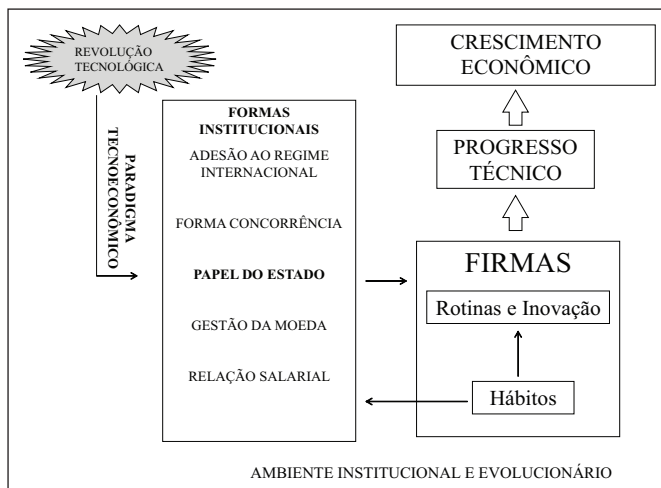 REVOLUÇÃO
TECNOLÓGICA
PARADIGMA
TECNOECONÔMICO
FORMAS
INSTITUCIONAIS
ADESÃO AO REGIME
INTERNACIONAL
FORMA CONCORRÊNCIA
PAPEL DO ESTADO
GESTÃO DA MOEDA
RELAÇÃO SALARIAL
CRESCIMENTO
ECONÔMICO
PROGRESSO
TÉCNICO
FIRMAS
Rotinas e Inovação
Hábitos
AMBIENTE INSTITUCIONAL E EVOLUCIONÁRIO